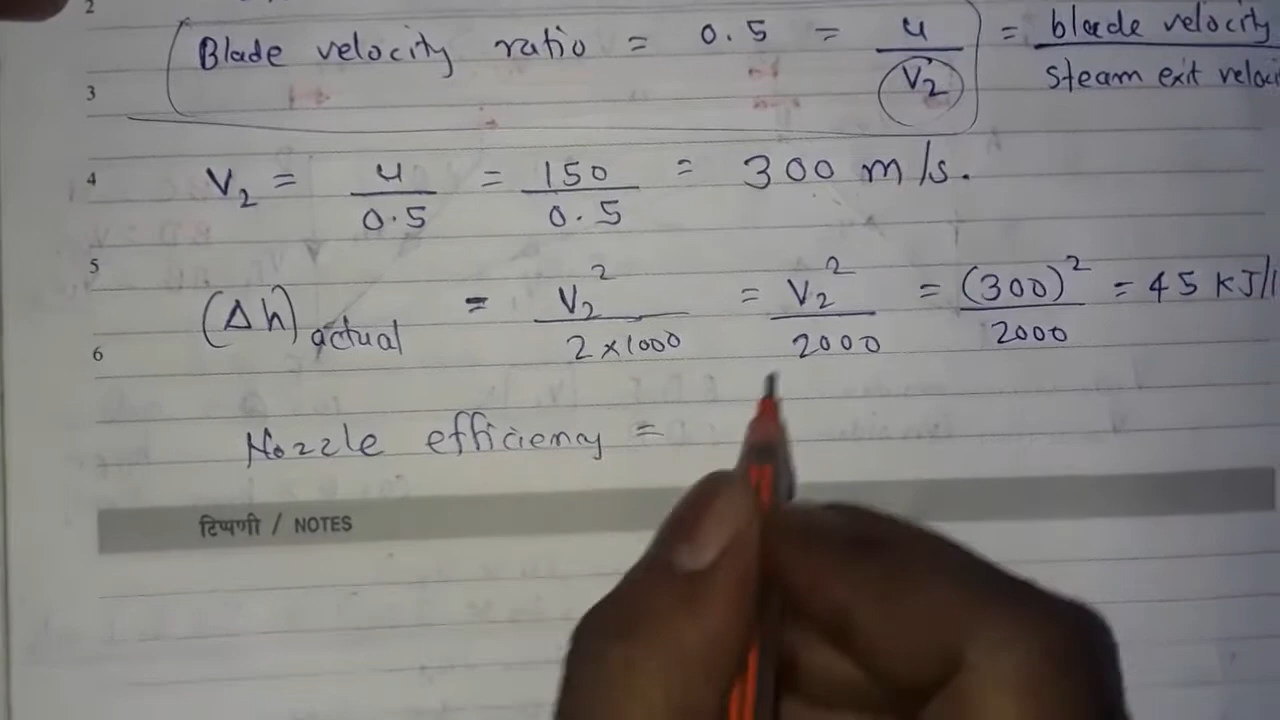 2
Blade velocity ratio = 0.5 = u/V2 = blade velocity / steam exit
3
4 V2 = u/0.5 = 150/0.5 = 300 m/s.
5
(Δh)actual = V2²/2×1000 = V2²/2000 = (300)²/2000 = 45 KJ/
6
Nozzle efficiency =
टिप्पणी / NOTES